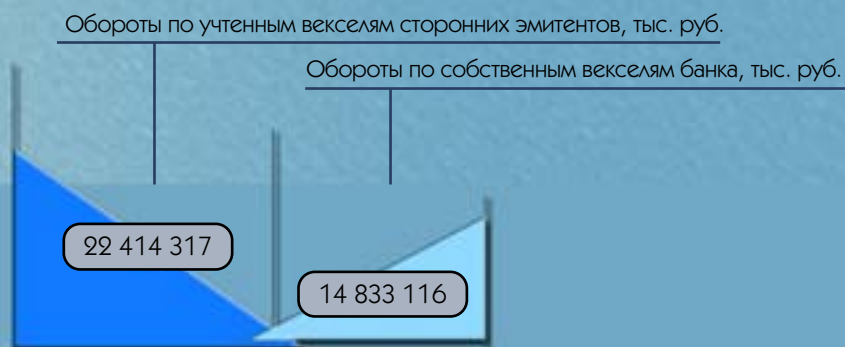 Обороты по учтенным векселям сторонних эмитентов, тыс. руб.
Обороты по собственным векселям банка, тыс. руб.
22 414 317
14 833 116